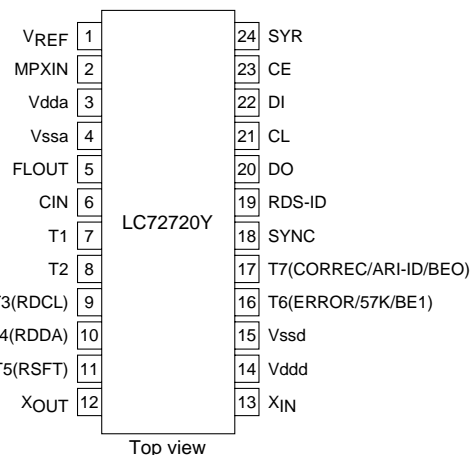 VREF 1 24 SYR
MPXIN 2 23 CE
Vdda 3 22 DI
Vssa 4 21 CL
FLOUT 5 20 DO
CIN 6 19 RDS-ID
LC72720Y
T1 7 18 SYNC
T2 8 17 T7(CORREC/ARI-ID/BEO)
3(RDCL) 9 16 T6(ERROR/57K/BE1)
4(RDDA) 10 15 Vssd
5(RSFT) 11 14 Vddd
XOUT 12 13 XIN
Top view